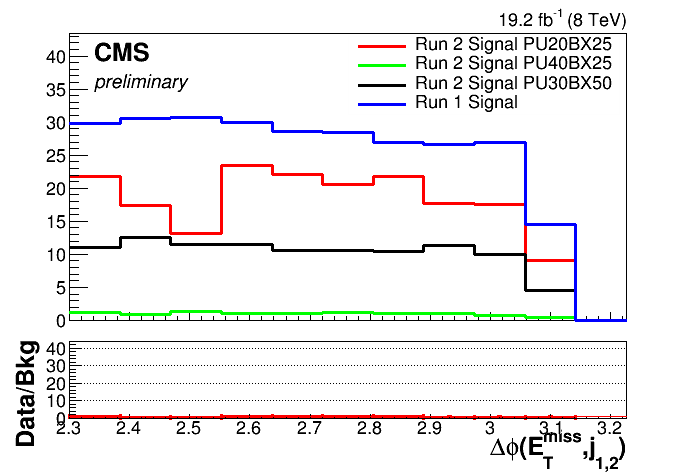 19.2 fb⁻¹ (8 TeV)
CMS
preliminary
Run 2 Signal PU20BX25
Run 2 Signal PU40BX25
Run 2 Signal PU30BX50
Run 1 Signal
40
35
30
25
20
15
10
5
0
Data/Bkg
40
30
20
10
0
2.3 2.4 2.5 2.6 2.7 2.8 2.9 3 3.1 3.2
Δφ(E_T^miss,j_1,2)